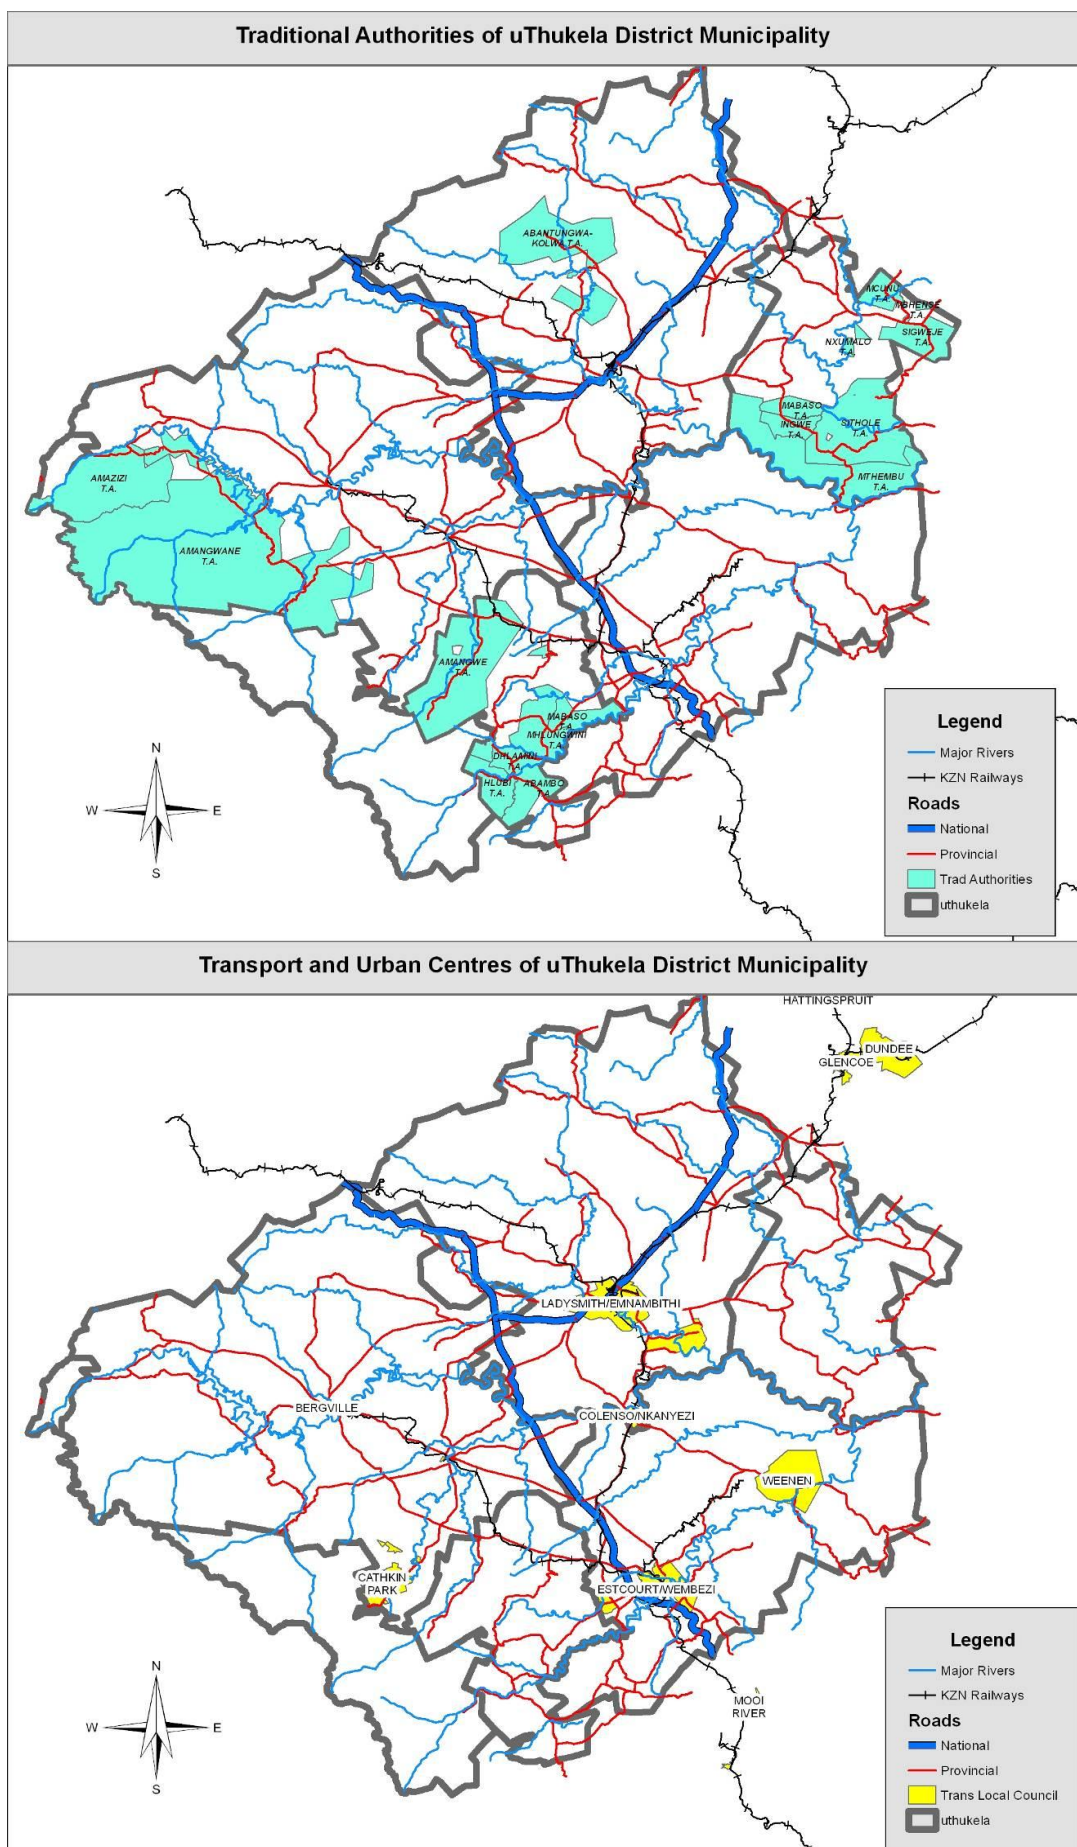 Traditional Authorities of uThukela District Municipality
ABANTUNGWA-
KOLWA T.A.
MCUNU
T.A.
MBHENSE
T.A.
SIGWEJE
T.A.
NXUMALO
T.A.
MABASO
T.A.
INGWE
T.A.
SITHOLE
T.A.
MTHEMBU
T.A.
AMAZIZI
T.A.
AMANGWANE
T.A.
AMANGWE
T.A.
MABASO
T.A.
MHLUNGWINI
T.A.
DHLAMINI
T.A.
HLUBI
T.A.
ABAMBO
T.A.
N
W
E
S
Legend
Major Rivers
KZN Railways
Roads
National
Provincial
Trad Authorities
uthukela
Transport and Urban Centres of uThukela District Municipality
HATTINGSPRUIT
DUNDEE
GLENCOE
LADYSMITH/EMNAMBITHI
BERGVILLE
COLENSO/NKANYEZI
WEENEN
CATHKIN
PARK
ESTCOURT/WEMBEZI
MOOI
RIVER
N
W
E
S
Legend
Major Rivers
KZN Railways
Roads
National
Provincial
Trans Local Council
uthukela